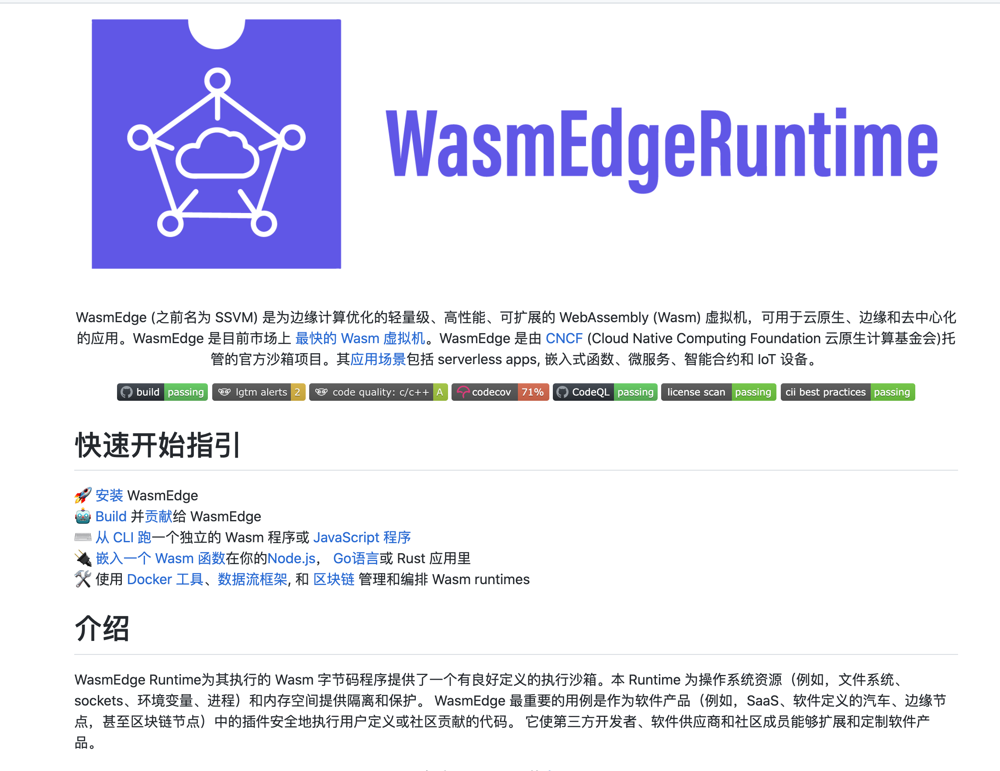 WasmEdgeRuntime
WasmEdge (之前名为 SSVM) 是为边缘计算优化的轻量级、高性能、可扩展的 WebAssembly (Wasm) 虚拟机，可用于云原生、边缘和去中心化
的应用。WasmEdge 是目前市场上 最快的 Wasm 虚拟机。WasmEdge 是由 CNCF (Cloud Native Computing Foundation 云原生计算基金会)托
管的官方沙箱项目。其应用场景包括 serverless apps, 嵌入式函数、微服务、智能合约和 IoT 设备。
build passing lgtm alerts 2 code quality: c/c++ A codecov 71% CodeQL passing license scan passing cii best practices passing
快速开始指引
🚀 安装 WasmEdge
🤖 Build 并贡献给 WasmEdge
⌨️ 从 CLI 跑一个独立的 Wasm 程序或 JavaScript 程序
🔌 嵌入一个 Wasm 函数在你的Node.js， Go语言或 Rust 应用里
🛠 使用 Docker 工具、数据流框架, 和 区块链 管理和编排 Wasm runtimes
介绍
WasmEdge Runtime为其执行的 Wasm 字节码程序提供了一个有良好定义的执行沙箱。本 Runtime 为操作系统资源（例如，文件系统、
sockets、环境变量、进程）和内存空间提供隔离和保护。 WasmEdge 最重要的用例是作为软件产品（例如，SaaS、软件定义的汽车、边缘节
点，甚至区块链节点）中的插件安全地执行用户定义或社区贡献的代码。 它使第三方开发者、软件供应商和社区成员能够扩展和定制软件产
品。